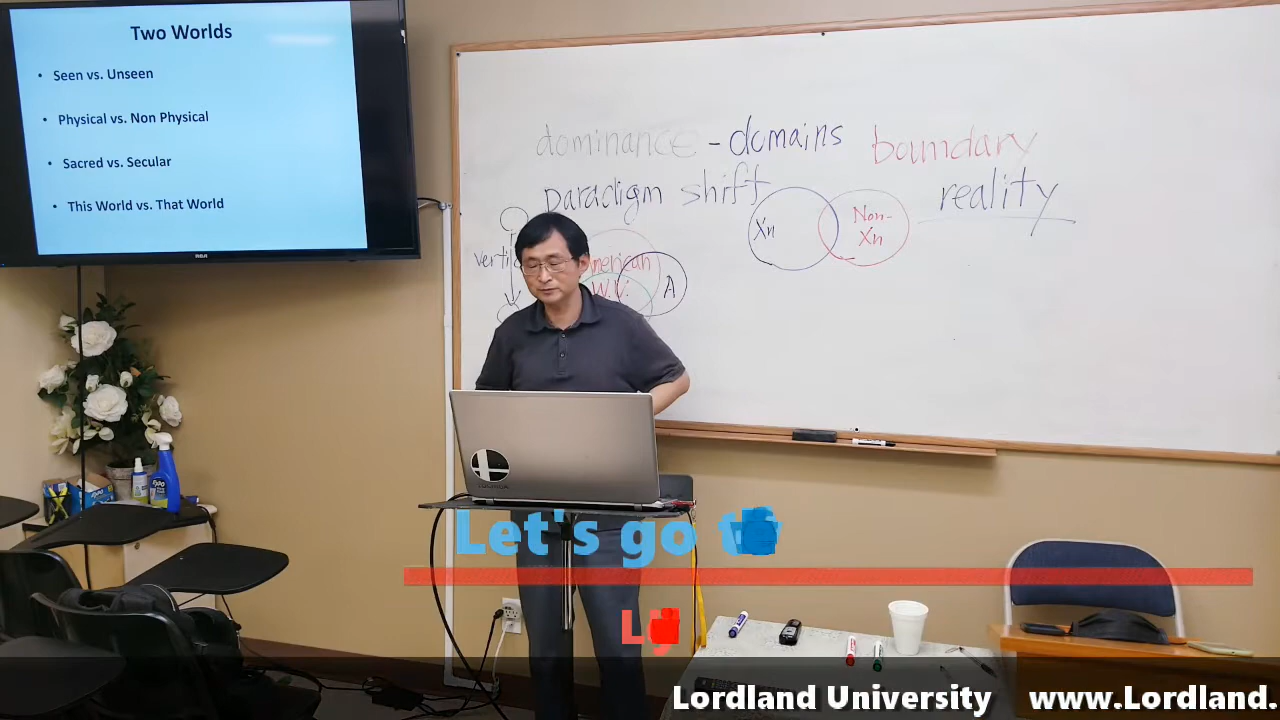 Two Worlds
• Seen vs. Unseen
• Physical vs. Non Physical
• Sacred vs. Secular
• This World vs. That World
RCA
dominance - domains boundary
paradigm shift
reality
Xn
Non-
Xn
American
W.V.
A
Let's go
Lordland University www.Lordland.